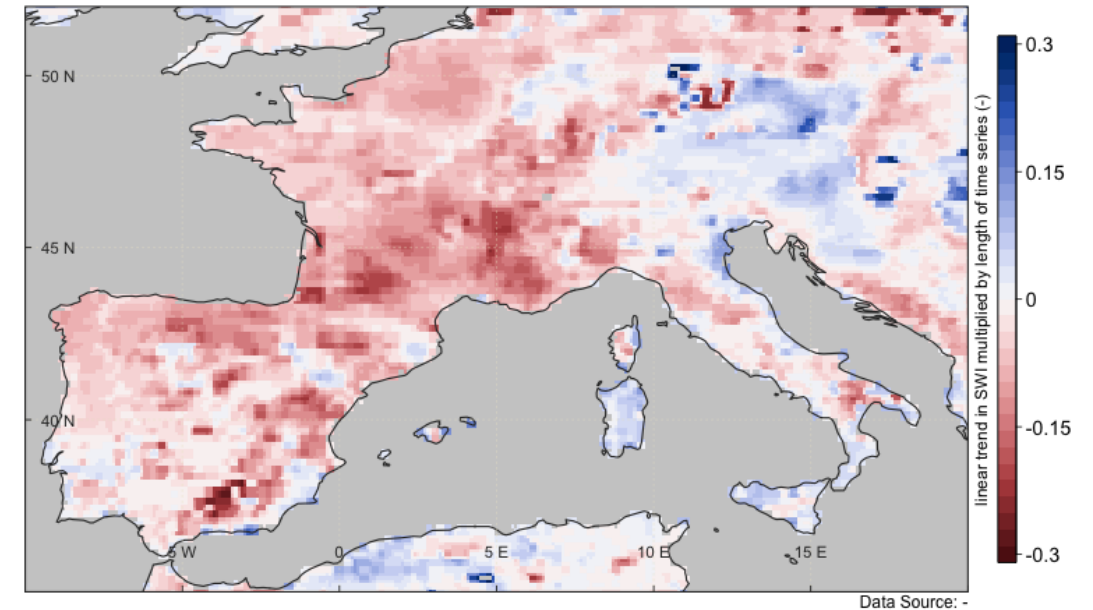 50 N
45 N
40 N
5 W
0
5 E
10 E
15 E
0.3
0.15
0
-0.15
-0.3
linear trend in SWI multiplied by length of time series (-)
Data Source: -